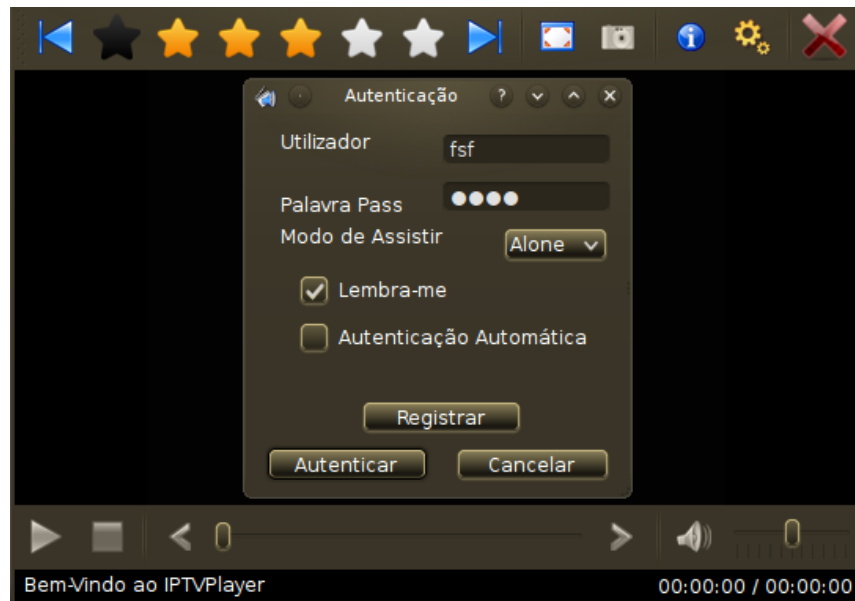 Autenticação
Utilizador
fsf
Palavra Pass
Modo de Assistir
Alone
Lembra-me
Autenticação Automática
Registrar
Autenticar
Cancelar
Bem-Vindo ao IPTVPlayer
00:00:00 / 00:00:00